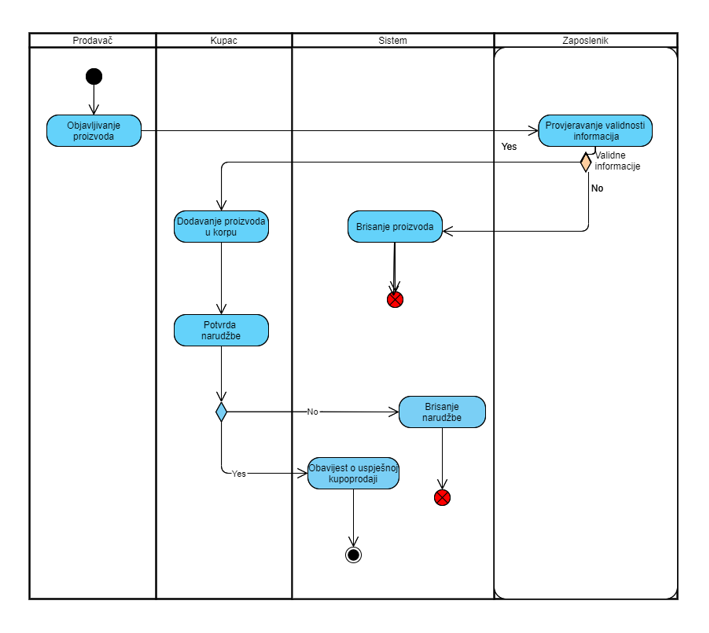 Prodavač
Kupac
Sistem
Zaposlenik
Objavljivanje
proizvoda
Provjeravanje validnosti
informacija
Yes
Validne
informacije
No
Dodavanje proizvoda
u korpu
Brisanje proizvoda
Potvrda
narudžbe
No
Brisanje
narudžbe
Yes
Obavijest o uspješnoj
kupoprodaji